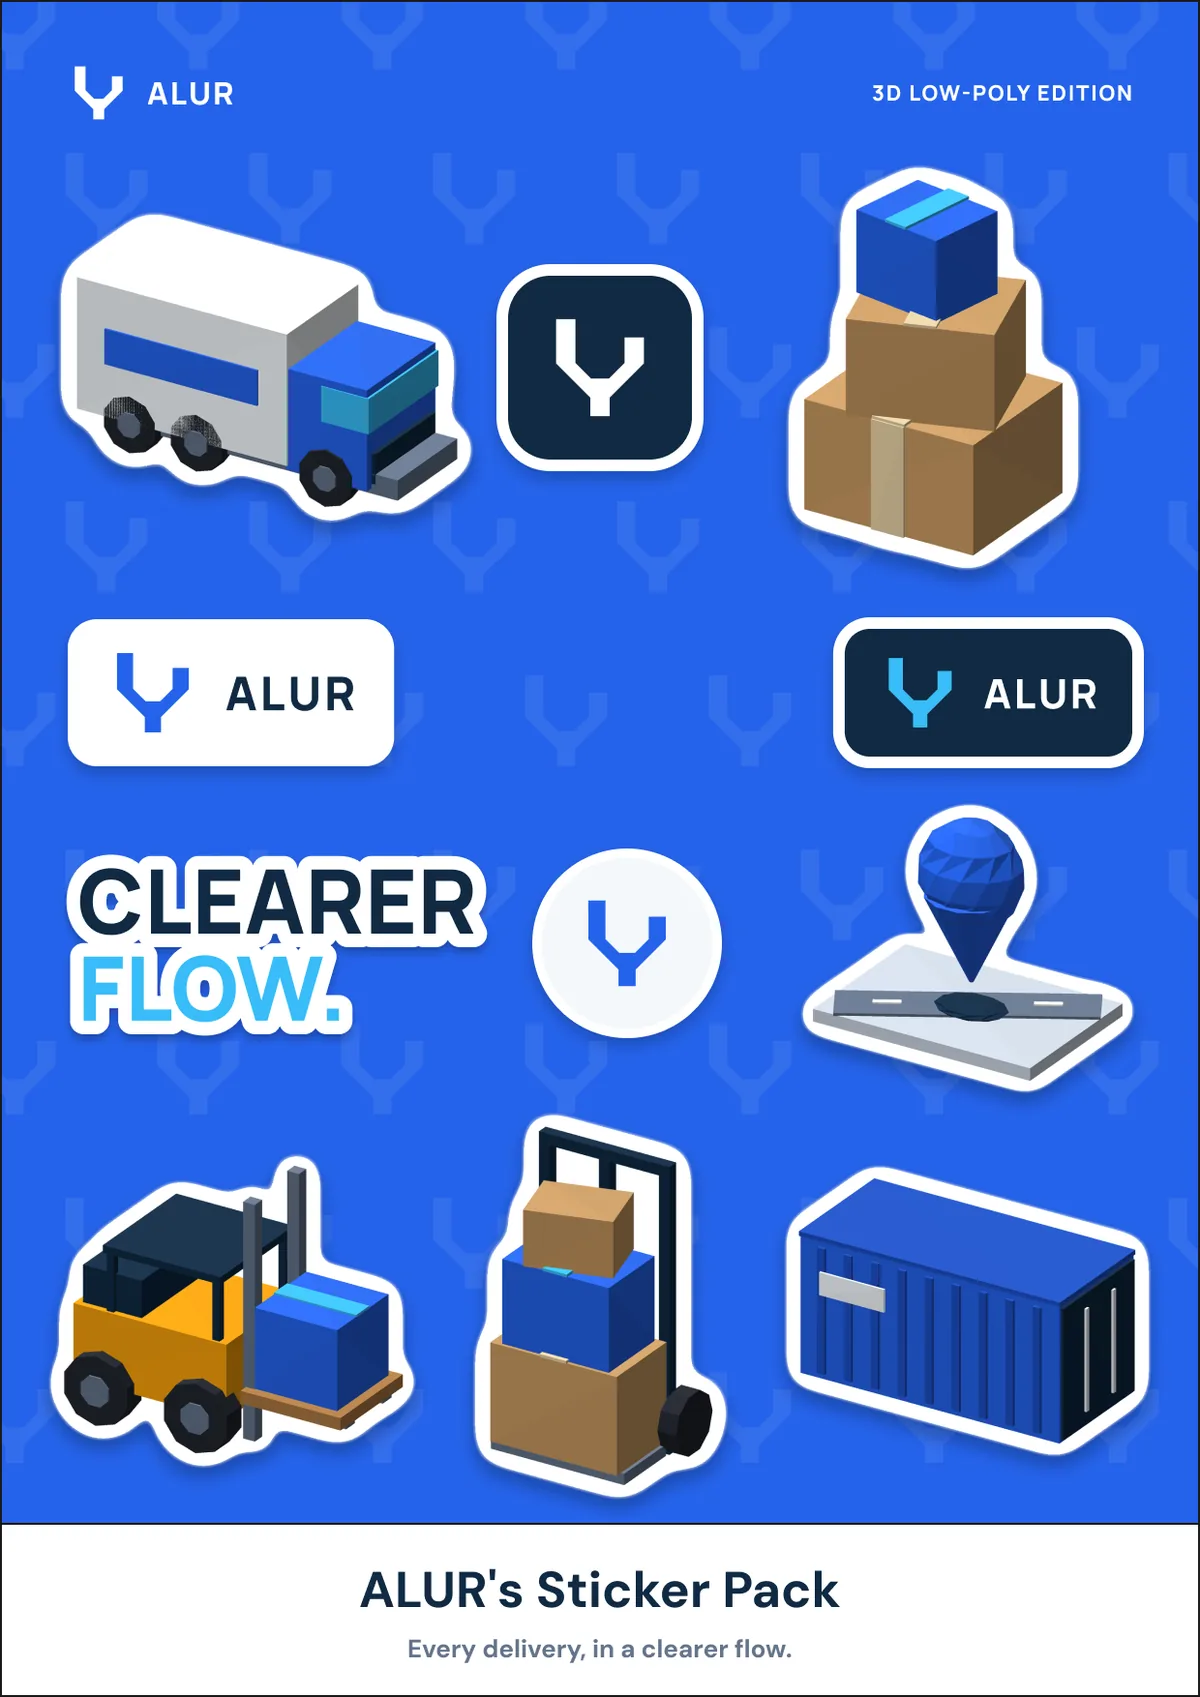 ALUR
3D LOW-POLY EDITION
ALUR
ALUR
CLEARER
FLOW.
ALUR's Sticker Pack
Every delivery, in a clearer flow.